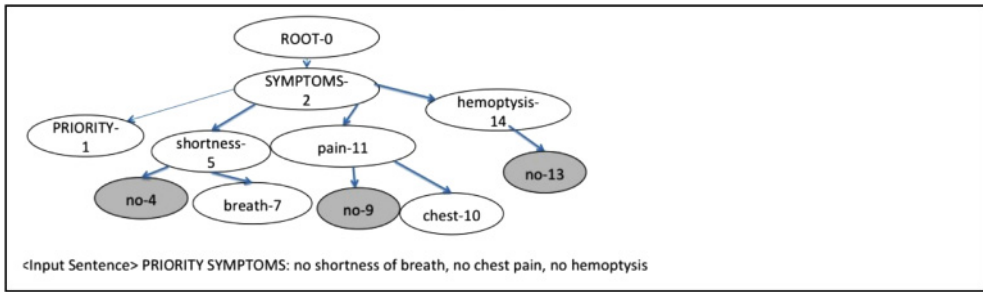 ROOT-0
SYMPTOMS-
2
hemoptysis-
14
PRIORITY-
1
shortness-
5
pain-11
no-13
no-4
breath-7
no-9
chest-10
<Input Sentence> PRIORITY SYMPTOMS: no shortness of breath, no chest pain, no hemoptysis